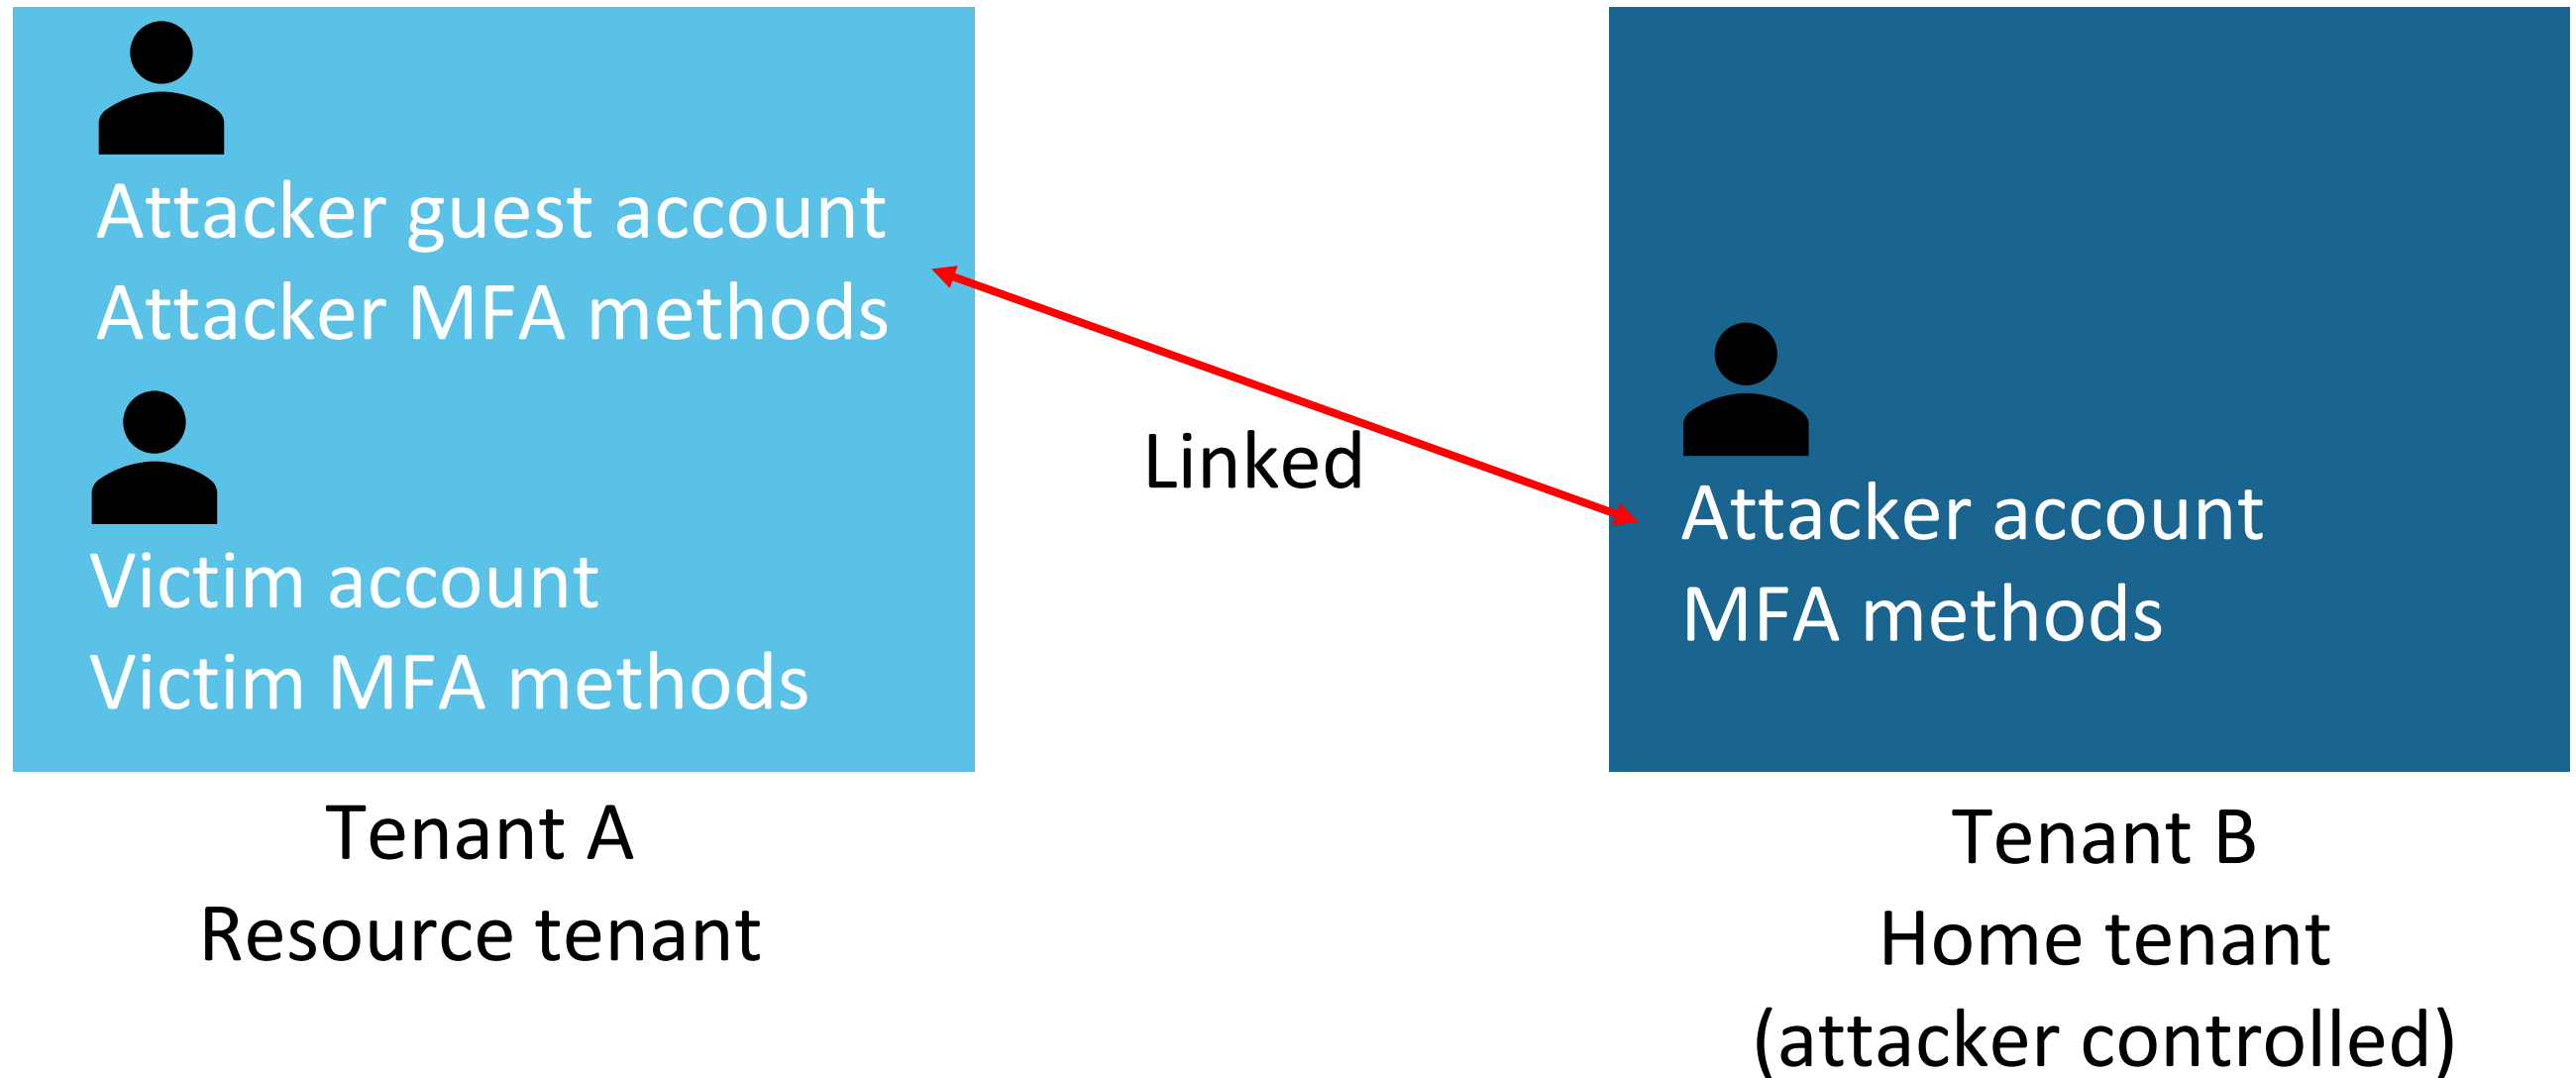 Attacker guest account
Attacker MFA methods
Victim account
Victim MFA methods
Tenant A
Resource tenant
Linked
Attacker account
MFA methods
Tenant B
Home tenant
(attacker controlled)